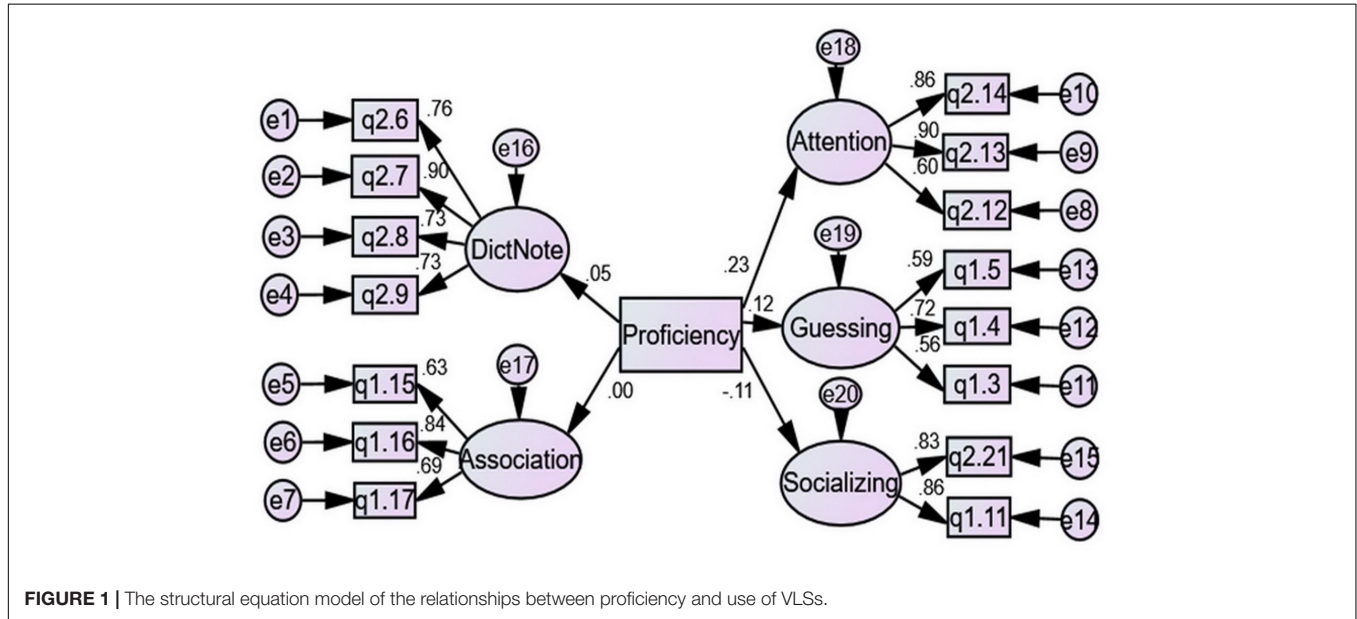 e18
.86
q2.14
e10
e1
q2.6
.76
Attention
.90
q2.13
e9
e16
.60
e2
q2.7
.90
q2.12
e8
.73
e3
q2.8
DictNote
e19
.23
.59
q1.5
e13
.73
.05
e4
q2.9
.12
.72
Proficiency
Guessing
q1.4
e12
.56
e17
q1.3
e11
e5
q1.15
.63
.00
-.11
e20
.84
e6
q1.16
.83
q2.21
e15
Association
.69
Socializing
.86
e7
q1.17
q1.11
e14
FIGURE 1 | The structural equation model of the relationships between proficiency and use of VLSs.